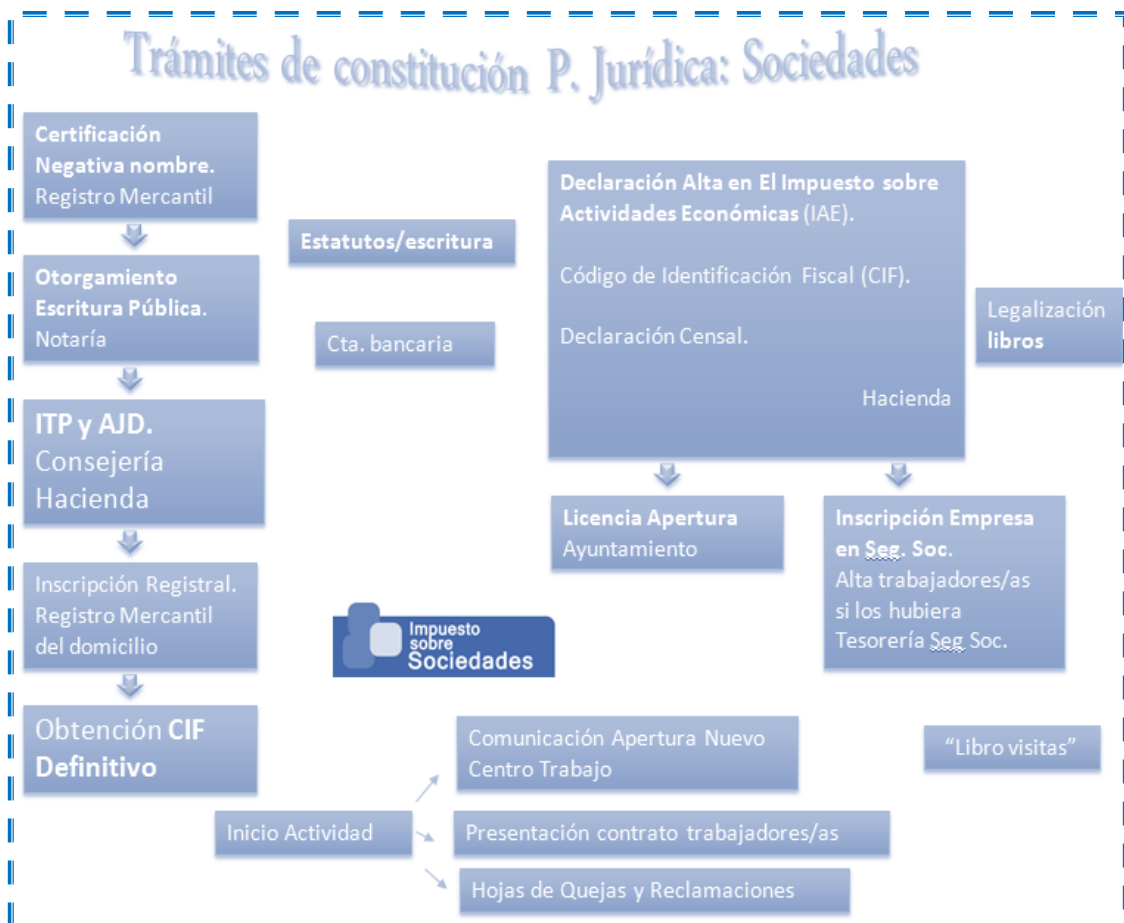 Trámites de constitución P. Jurídica: Sociedades
Certificación
Negativa nombre.
Registro Mercantil
Otorgamiento
Escritura Pública.
Notaría
ITP y AJD.
Consejería
Hacienda
Inscripción Registral.
Registro Mercantil
del domicilio
Obtención CIF
Definitivo
Estatutos/escritura
Cta. bancaria
Declaración Alta en El Impuesto sobre
Actividades Económicas (IAE).
Código de Identificación Fiscal (CIF).
Declaración Censal.
Hacienda
Legalización
libros
Licencia Apertura
Ayuntamiento
Inscripción Empresa
en Seg. Soc.
Alta trabajadores/as
si los hubiera
Tesorería Seg Soc.
Impuesto
sobre
Sociedades
"Libro visitas"
Inicio Actividad
Comunicación Apertura Nuevo
Centro Trabajo
Presentación contrato trabajadores/as
Hojas de Quejas y Reclamaciones